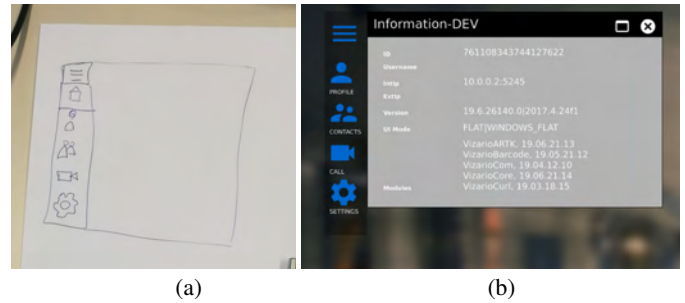 Information-DEV
ID 761108343744127622
Username
Intip 10.0.0.2:5245
Extip
Version 19.6.26140.0|2017.4.24f1
UI Mode FLAT|WINDOWS_FLAT
VizarioARTK, 19.06.21.13
VizarioBarcode, 19.05.21.12
VizarioCom, 19.04.12.10
VizarioCore, 19.06.21.14
Modules VizarioCurl, 19.03.18.15
PROFILE
CONTACTS
CALL
SETTINGS
(a)
(b)